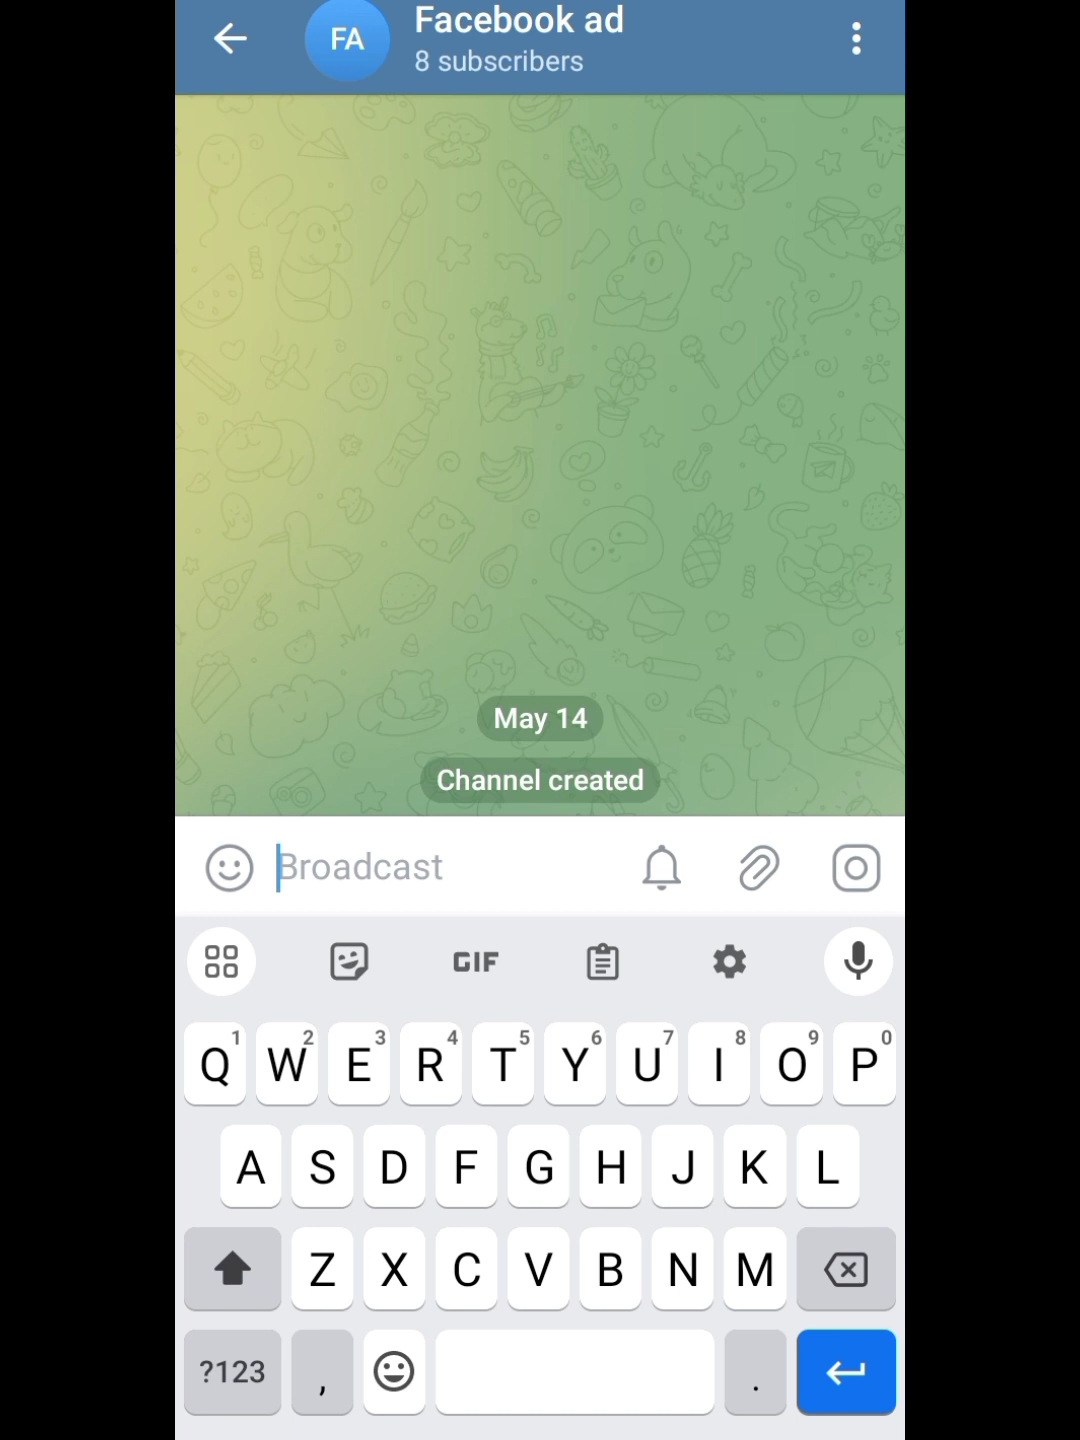 FA
Facebook ad
8 subscribers
May 14
Channel created
Broadcast
GIF
Q1 W2 E3 R4 T5 Y6 U7 I8 O9 P0
A S D F G H J K L
Z X C V B N M
?123 , .